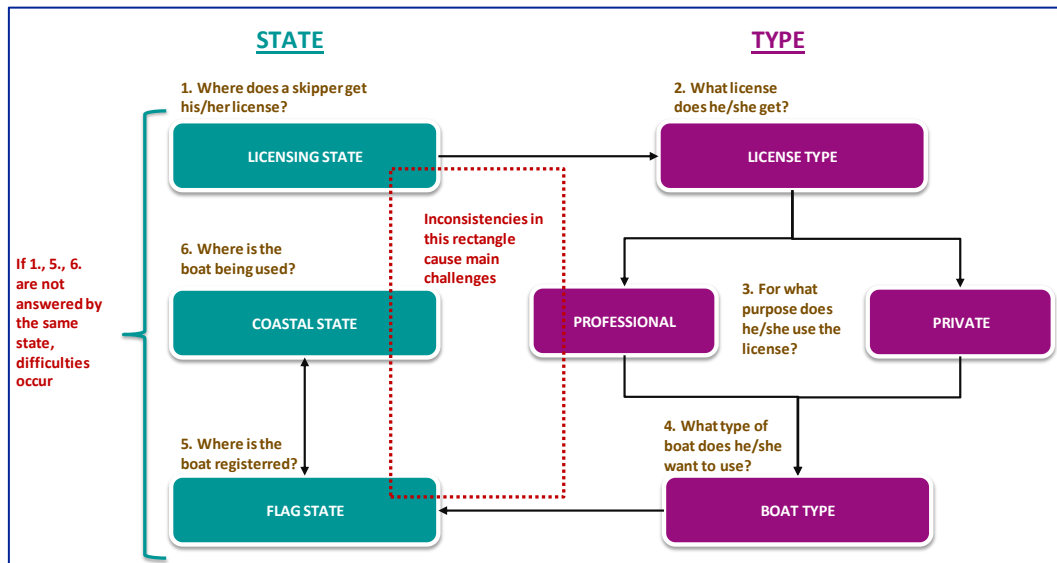 STATE
TYPE
1. Where does a skipper get
his/her license?
2. What license
does he/she get?
LICENSING STATE
LICENSE TYPE
Inconsistencies in
this rectangle
cause main
challenges
6. Where is the
boat being used?
If 1., 5., 6.
are not
answered by
the same
state,
difficulties
occur
3. For what
purpose does
he/she use the
license?
COASTAL STATE
PROFESSIONAL
PRIVATE
5. Where is the
boat registerred?
4. What type of
boat does he/she
want to use?
FLAG STATE
BOAT TYPE